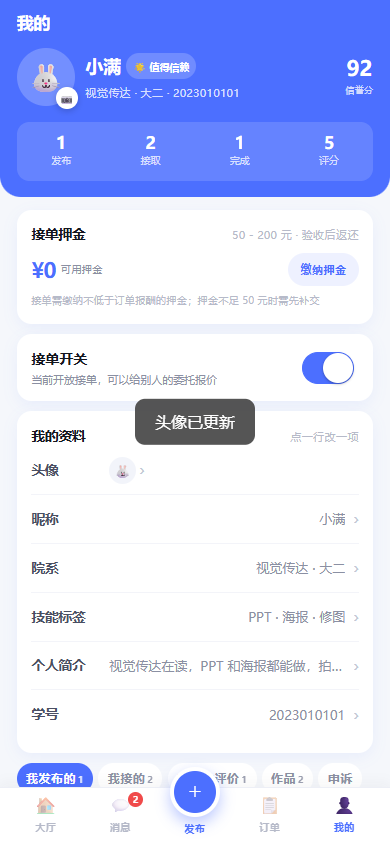 我的
小满 值得信赖
视觉传达 · 大二 · 2023010101
92
信誉分
1 2 1 5
发布 接取 完成 评分
接单押金 50 - 200 元 · 验收后返还
¥0 可用押金 缴纳押金
接单需缴纳不低于订单报酬的押金；押金不足 50 元时需先补交
接单开关
当前开放接单，可以给别人的委托报价
头像已更新
我的资料 点一行改一项
头像 ›
昵称 小满 ›
院系 视觉传达 · 大二 ›
技能标签 PPT · 海报 · 修图 ›
个人简介 视觉传达在读，PPT 和海报都能做，拍... ›
学号 2023010101 ›
我发布的 1 我接的 2 评价 1 作品 2 申诉
大厅 消息 2 + 发布 订单 我的